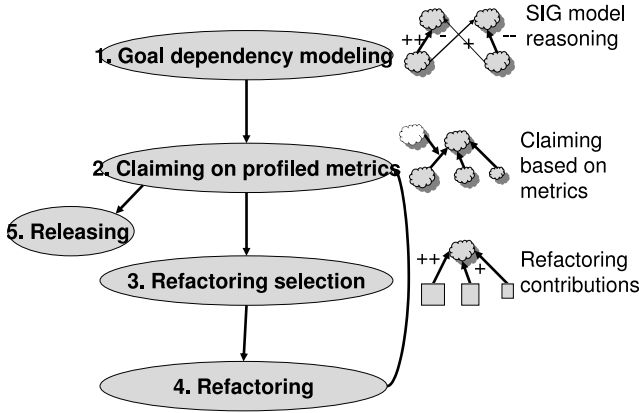 1. Goal dependency modeling
++
-
+
--
SIG model
reasoning
2. Claiming on profiled metrics
Claiming
based on
metrics
5. Releasing
3. Refactoring selection
++
+
Refactoring
contributions
4. Refactoring